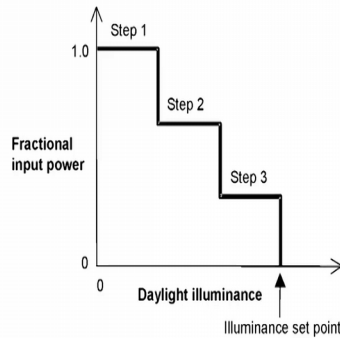 Step 1
1.0
Step 2
Fractional
input power
Step 3
0
0
Daylight illuminance
Illuminance set point